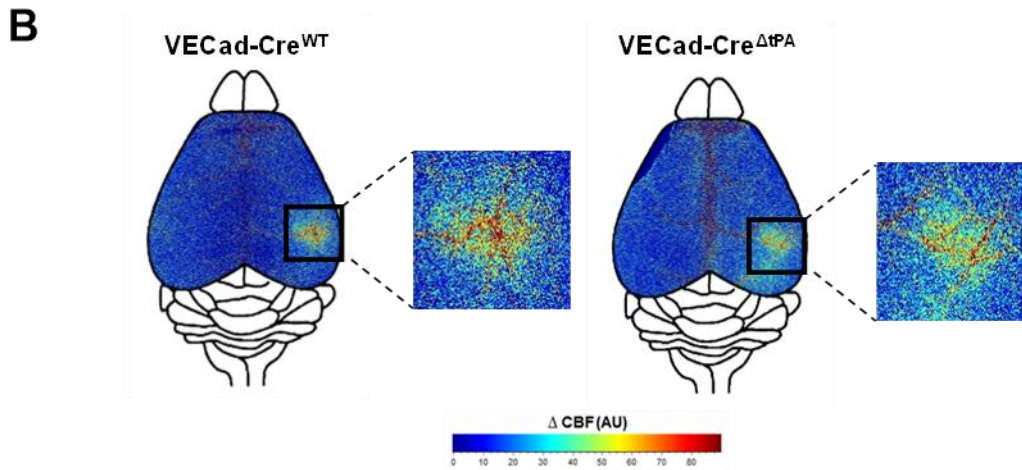 B
VECad-Cre^WT
VECad-Cre^ΔtPA
Δ CBF (AU)
0 10 20 30 40 50 60 70 80